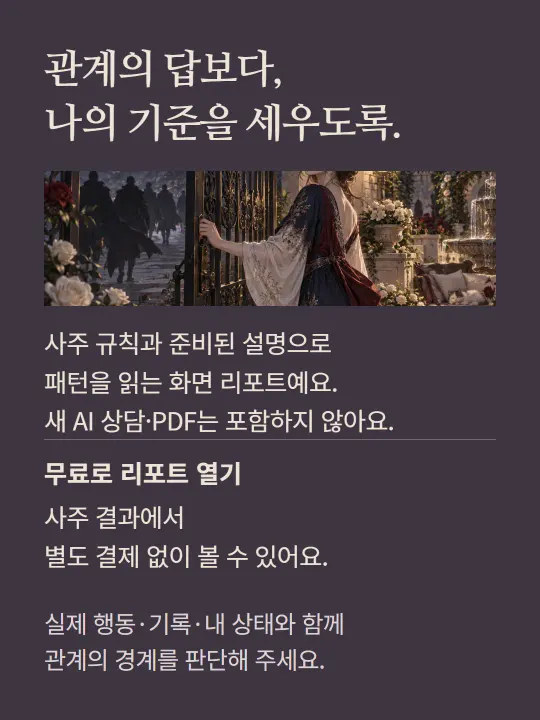 관계의 답보다,
나의 기준을 세우도록.
사주 규칙과 준비된 설명으로
패턴을 읽는 화면 리포트예요.
새 AI 상담·PDF는 포함하지 않아요.
무료로 리포트 열기
사주 결과에서
별도 결제 없이 볼 수 있어요.
실제 행동·기록·내 상태와 함께
관계의 경계를 판단해 주세요.